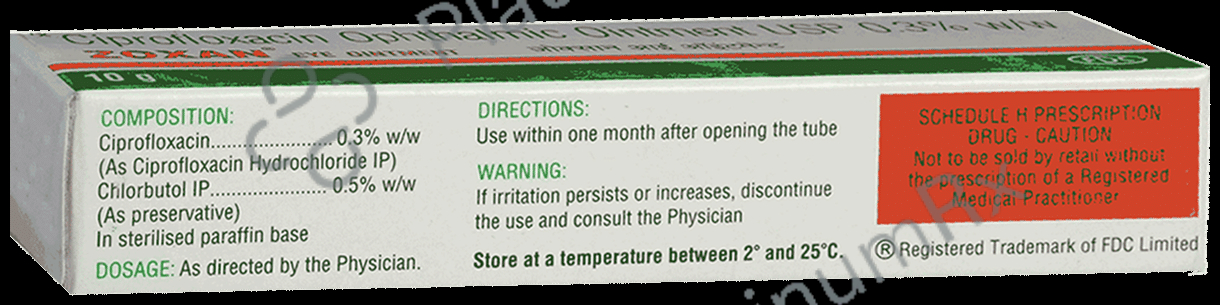 Ciprofloxacin Ophthalmic Ointment USP 0.3% w/w
ZOXAN® EYE OINTMENT जोक्सान आई ऑइंटमेन्ट
10 g
FDC
COMPOSITION:
Ciprofloxacin.....................0.3% w/w
(As Ciprofloxacin Hydrochloride IP)
Chlorbutol IP.....................0.5% w/w
(As preservative)
In sterilised paraffin base
DOSAGE: As directed by the Physician.
DIRECTIONS:
Use within one month after opening the tube
WARNING:
If irritation persists or increases, discontinue
the use and consult the Physician
Store at a temperature between 2° and 25°C.
SCHEDULE H PRESCRIPTION
DRUG - CAUTION
Not to be sold by retail without
the prescription of a Registered
Medical Practitioner
® Registered Trademark of FDC Limited